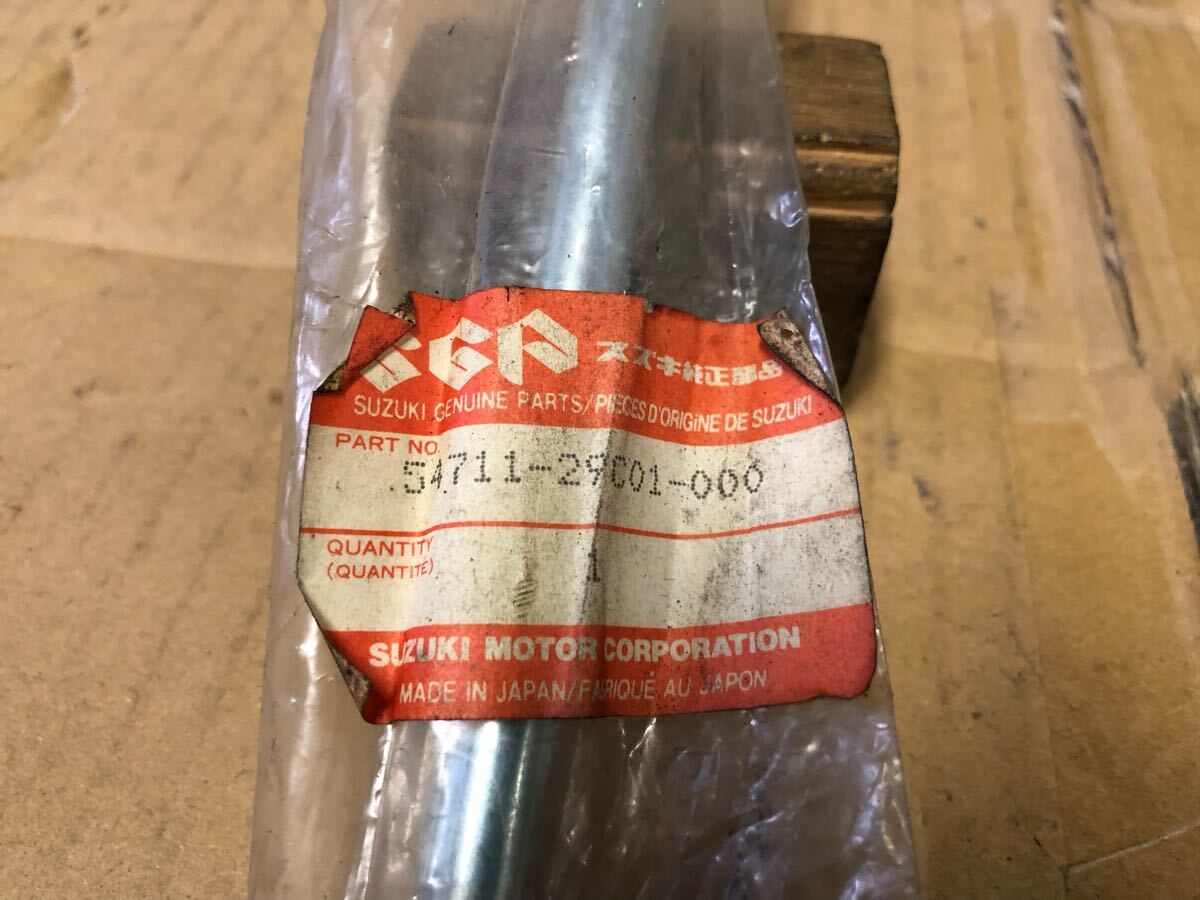 SGP スズキ純正部品
SUZUKI GENUINE PARTS/PIECES D'ORIGINE DE SUZUKI
PART NO.
54711-29C01-000
QUANTITY
(QUANTITÉ)
1
SUZUKI MOTOR CORPORATION
MADE IN JAPAN/FABRIQUÉ AU JAPON